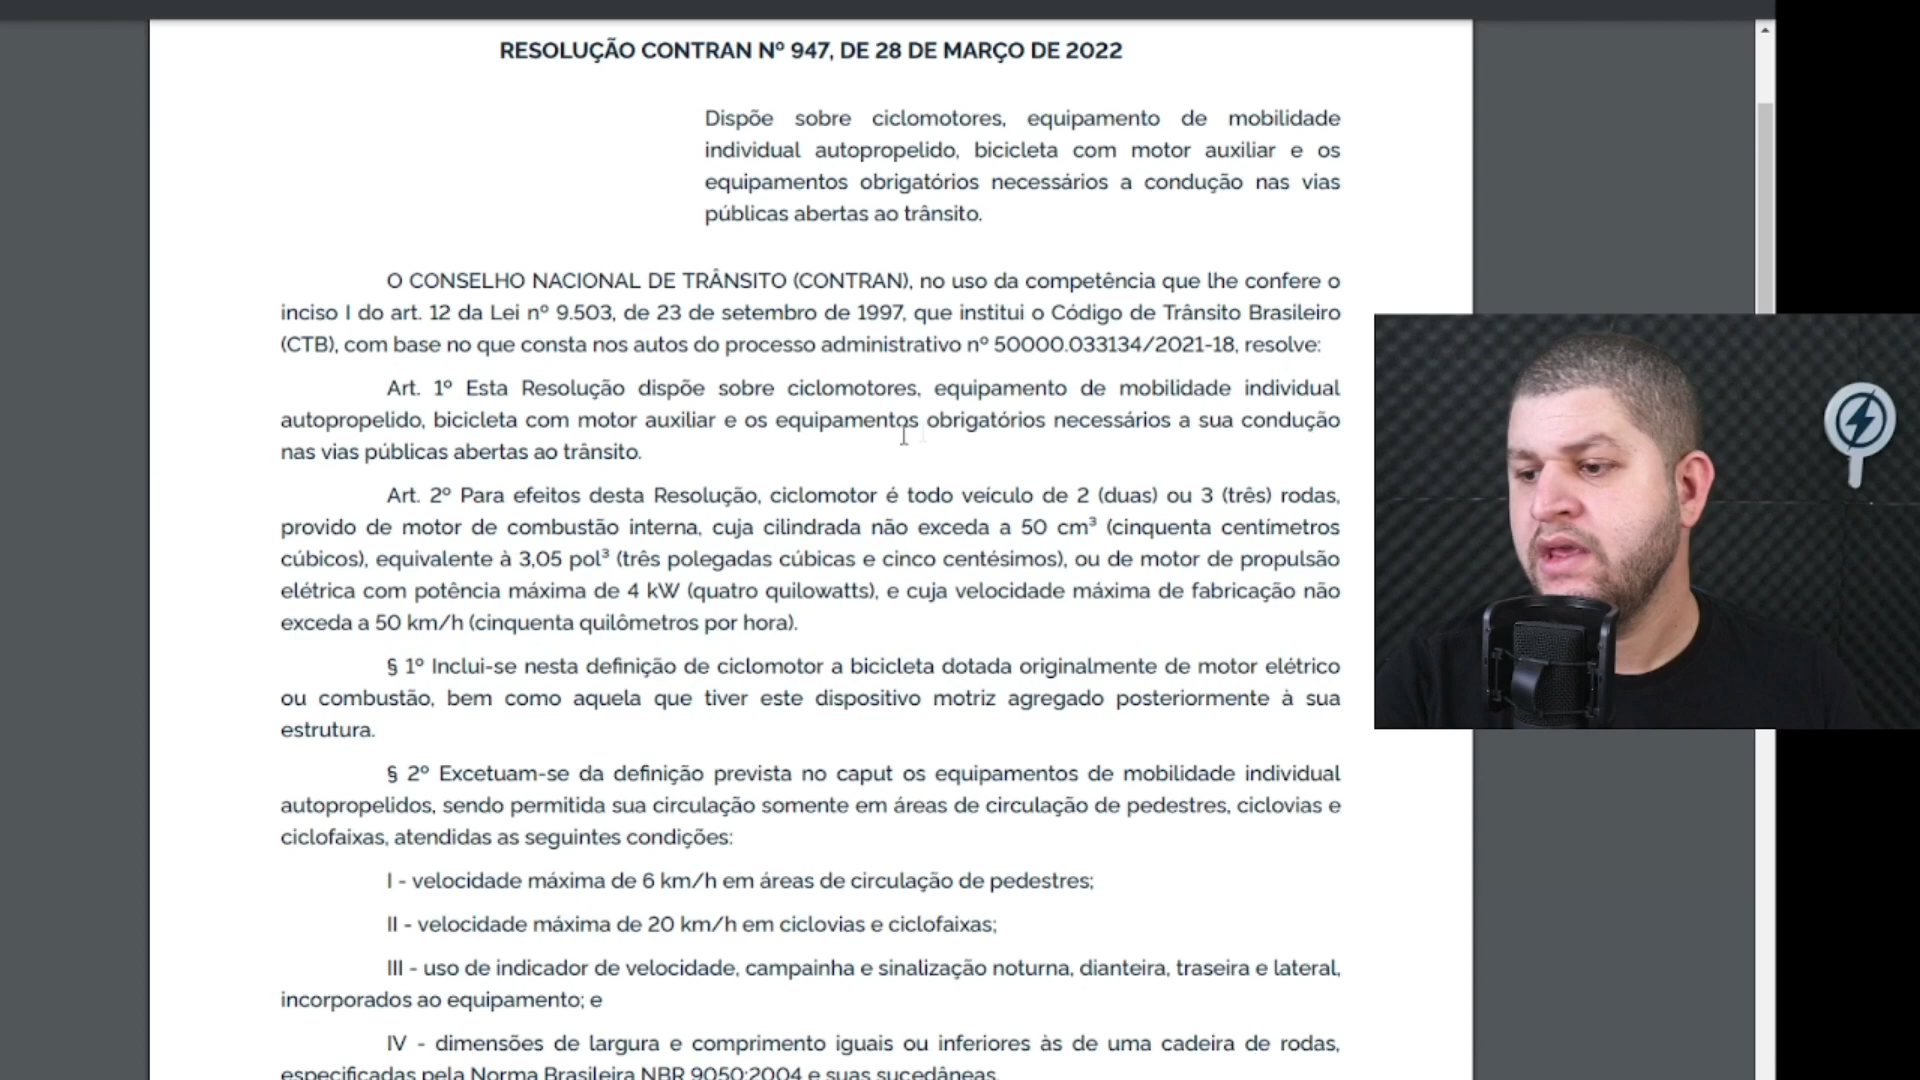 RESOLUÇÃO CONTRAN Nº 947, DE 28 DE MARÇO DE 2022
Dispõe sobre ciclomotores, equipamento de mobilidade
individual autopropelido, bicicleta com motor auxiliar e os
equipamentos obrigatórios necessários a condução nas vias
públicas abertas ao trânsito.
O CONSELHO NACIONAL DE TRÂNSITO (CONTRAN), no uso da competência que lhe confere o
inciso I do art. 12 da Lei nº 9.503, de 23 de setembro de 1997, que institui o Código de Trânsito Brasileiro
(CTB), com base no que consta nos autos do processo administrativo nº 50000.033134/2021-18, resolve:
Art. 1º Esta Resolução dispõe sobre ciclomotores, equipamento de mobilidade individual
autopropelido, bicicleta com motor auxiliar e os equipamentos obrigatórios necessários a sua condução
nas vias públicas abertas ao trânsito.
Art. 2º Para efeitos desta Resolução, ciclomotor é todo veículo de 2 (duas) ou 3 (três) rodas,
provido de motor de combustão interna, cuja cilindrada não exceda a 50 cm³ (cinquenta centímetros
cúbicos), equivalente à 3,05 pol³ (três polegadas cúbicas e cinco centésimos), ou de motor de propulsão
elétrica com potência máxima de 4 kW (quatro quilowatts), e cuja velocidade máxima de fabricação não
exceda a 50 km/h (cinquenta quilômetros por hora).
§ 1º Inclui-se nesta definição de ciclomotor a bicicleta dotada originalmente de motor elétrico
ou combustão, bem como aquela que tiver este dispositivo motriz agregado posteriormente à sua
estrutura.
§ 2º Excetuam-se da definição prevista no caput os equipamentos de mobilidade individual
autopropelidos, sendo permitida sua circulação somente em áreas de circulação de pedestres, ciclovias e
ciclofaixas, atendidas as seguintes condições:
I - velocidade máxima de 6 km/h em áreas de circulação de pedestres;
II - velocidade máxima de 20 km/h em ciclovias e ciclofaixas;
III - uso de indicador de velocidade, campainha e sinalização noturna, dianteira, traseira e lateral,
incorporados ao equipamento; e
IV - dimensões de largura e comprimento iguais ou inferiores às de uma cadeira de rodas,
especificadas pela Norma Brasileira NBR 9050:2004 e suas sucedâneas.